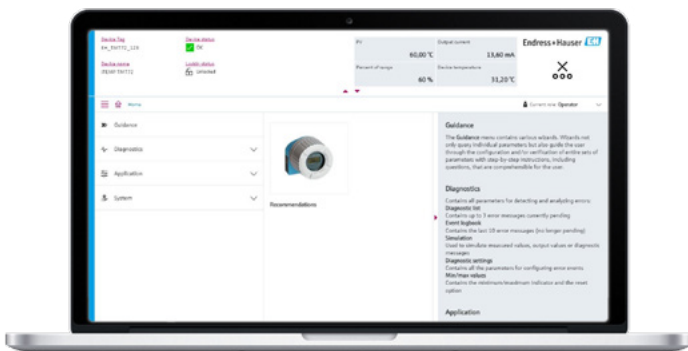 Device Tag
Device status
OK
Device name
Locking status
Unlocked
PV
60,00 °C
Output current
13,60 mA
Percent of range
60 %
Device temperature
31,20 °C
Endress+Hauser
EH
Home
Current user: Operator
Guidance
Diagnostics
Application
System
Recommendations
Guidance
The Guidance menu contains various wizards. Wizards not
only query individual parameters but also guide the user
through the configuration and/or verification of entire sets of
parameters with step-by-step instructions, including
questions, that are comprehensible for the user.
Diagnostics
Contains all parameters for detecting and analyzing errors:
Diagnostic list
Contains up to 3 error messages currently pending
Event logbook
Contains the last 10 error messages (no longer pending)
Simulation
Used to simulate measured values, output values or diagnostic
messages
Diagnostic settings
Contains all the parameters for configuring error events
Min/max values
Contains the minimum/maximum indicator and the reset
option
Application